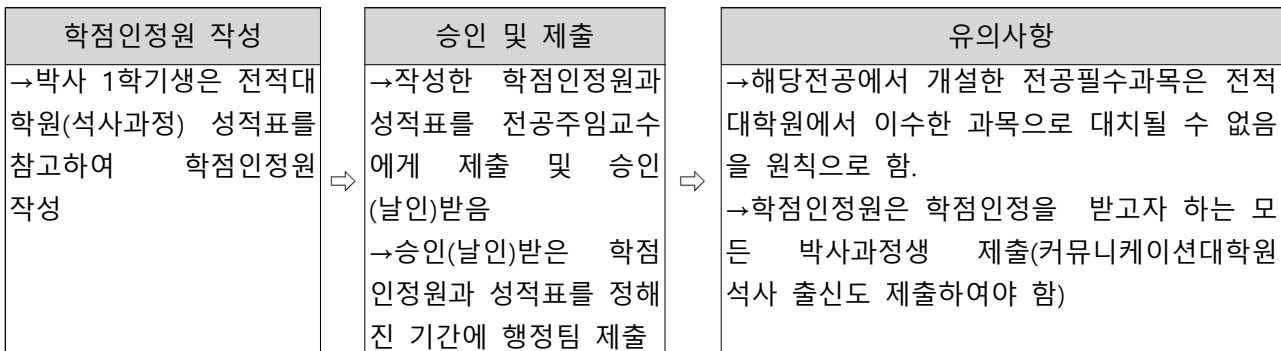 학점인정원 작성
→박사 1학기생은 전적대
학원(석사과정) 성적표를
참고하여 학점인정원
작성
⇨
승인 및 제출
→작성한 학점인정원과
성적표를 전공주임교수
에게 제출 및 승인
(날인)받음
→승인(날인)받은 학점
인정원과 성적표를 정해
진 기간에 행정팀 제출
⇨
유의사항
→해당전공에서 개설한 전공필수과목은 전적
대학원에서 이수한 과목으로 대치될 수 없음
을 원칙으로 함.
→학점인정원은 학점인정을 받고자 하는 모
든 박사과정생 제출(커뮤니케이션대학원
석사 출신도 제출하여야 함)